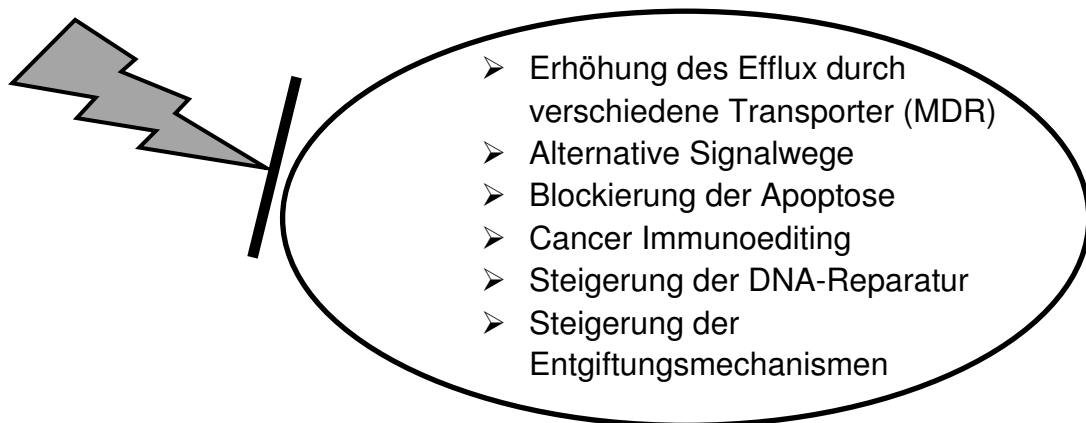 ➢ Erhöhung des Efflux durch
verschiedene Transporter (MDR)
➢ Alternative Signalwege
➢ Blockierung der Apoptose
➢ Cancer Immunoediting
➢ Steigerung der DNA-Reparatur
➢ Steigerung der
Entgiftungsmechanismen